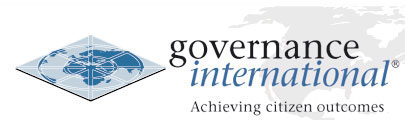 governance
international®
Achieving citizen outcomes